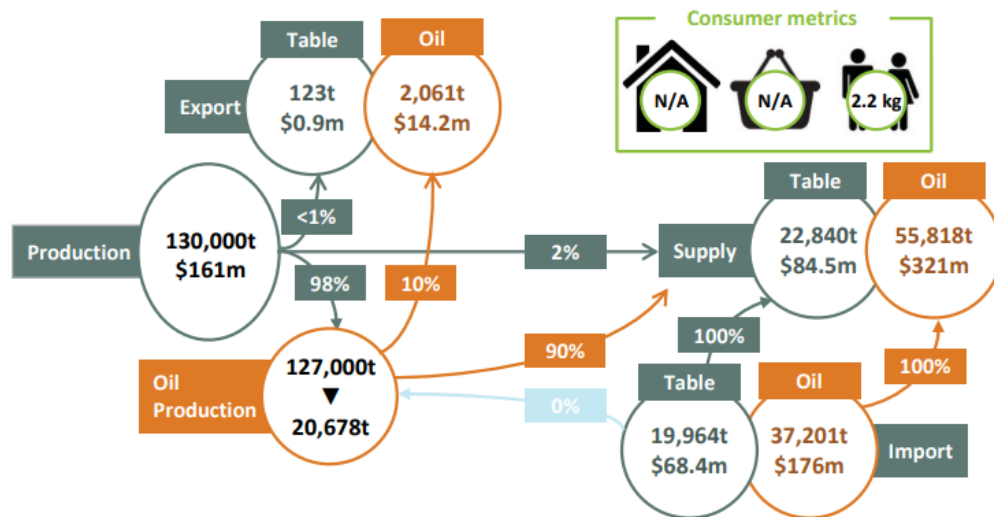 Consumer metrics
N/A
N/A
2.2 kg
Table
Oil
Export
123t
$0.9m
2,061t
$14.2m
<1%
Production
130,000t
$161m
2%
98%
10%
Table
Oil
Supply
22,840t
$84.5m
55,818t
$321m
90%
100%
100%
Oil
Production
127,000t
▼
20,678t
0%
Table
Oil
19,964t
$68.4m
37,201t
$176m
Import